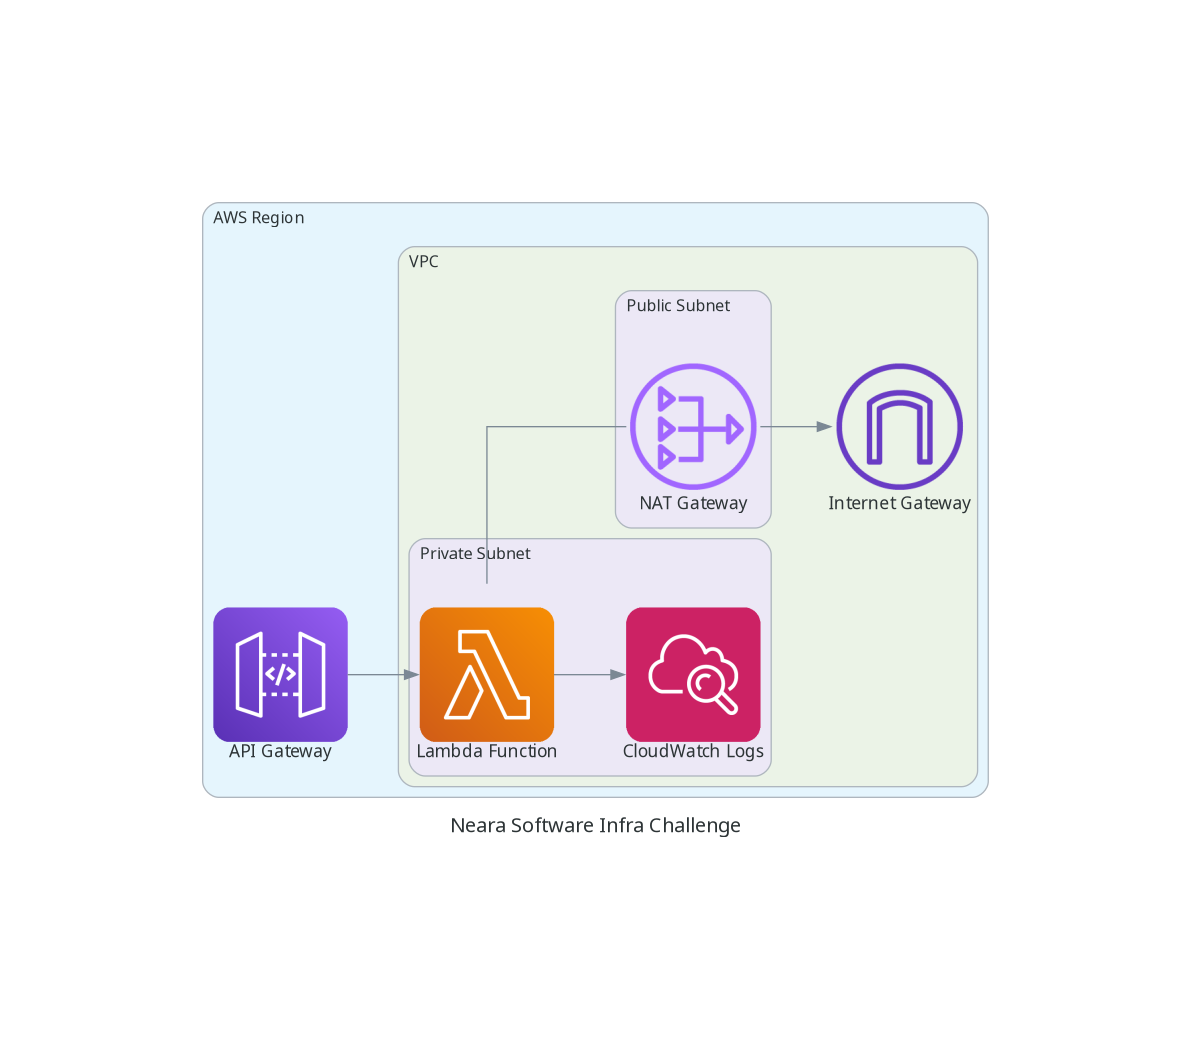 AWS Region
VPC
Public Subnet
NAT Gateway
Internet Gateway
Private Subnet
API Gateway
Lambda Function
CloudWatch Logs
Neara Software Infra Challenge